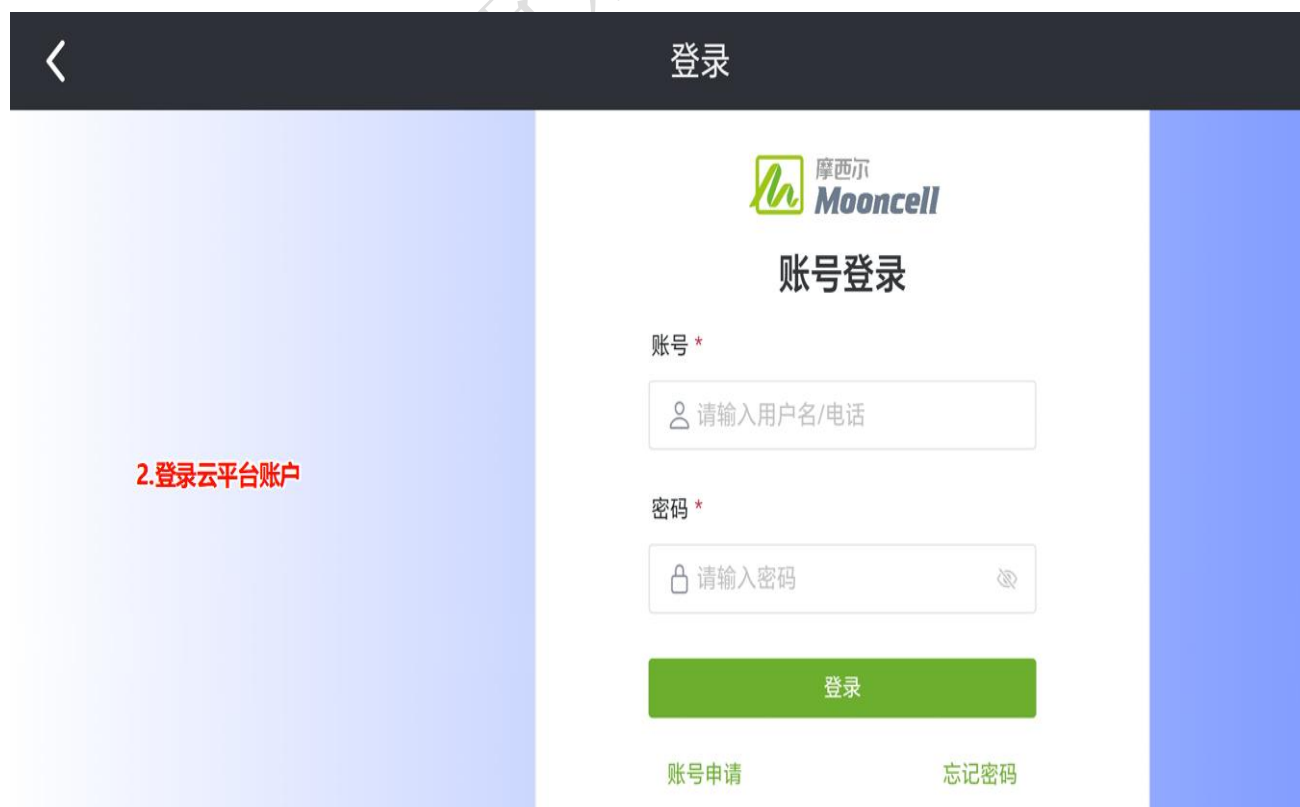 登录
摩西尔
Mooncell
账号登录
账号 *
请输入用户名/电话
2.登录云平台账户
密码 *
请输入密码
登录
账号申请
忘记密码